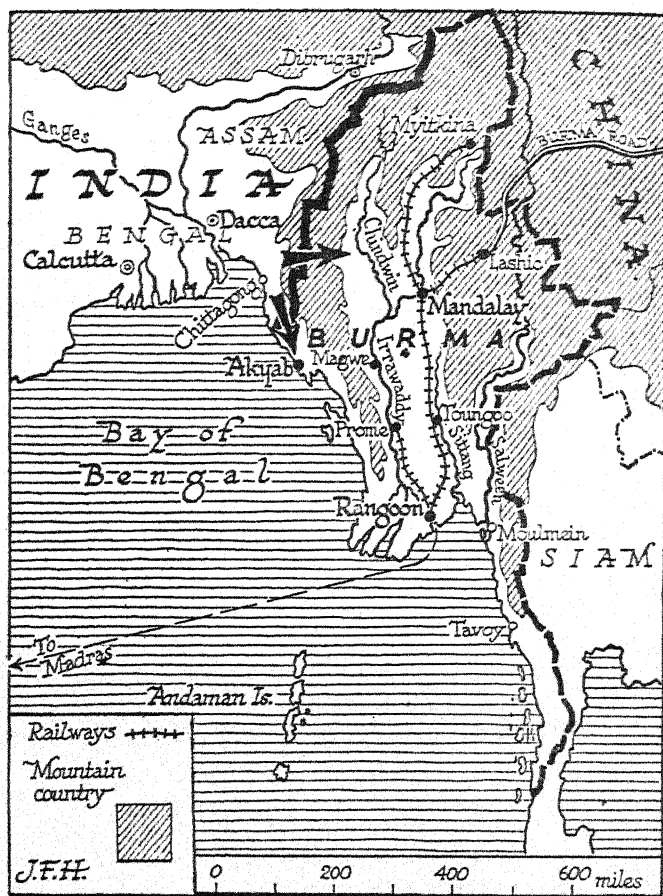 Dibrugarh
CHINA
Ganges
ASSAM
Myitkina
BURMA ROAD
INDIA
Dacca
BENGAL
Calcutta
Chindwin
Lashio
Chittagong
Mandalay
BURMA
Akyab
Magwe
Irrawaddy
Bay of
Bengal
Prome
Toungoo
Sittang
Salween
Rangoon
Moulmein
SIAM
To
Madras
Tavoy
Andaman Is.
Railways
Mountain
country
J.F.H.
0 200 400 600 miles